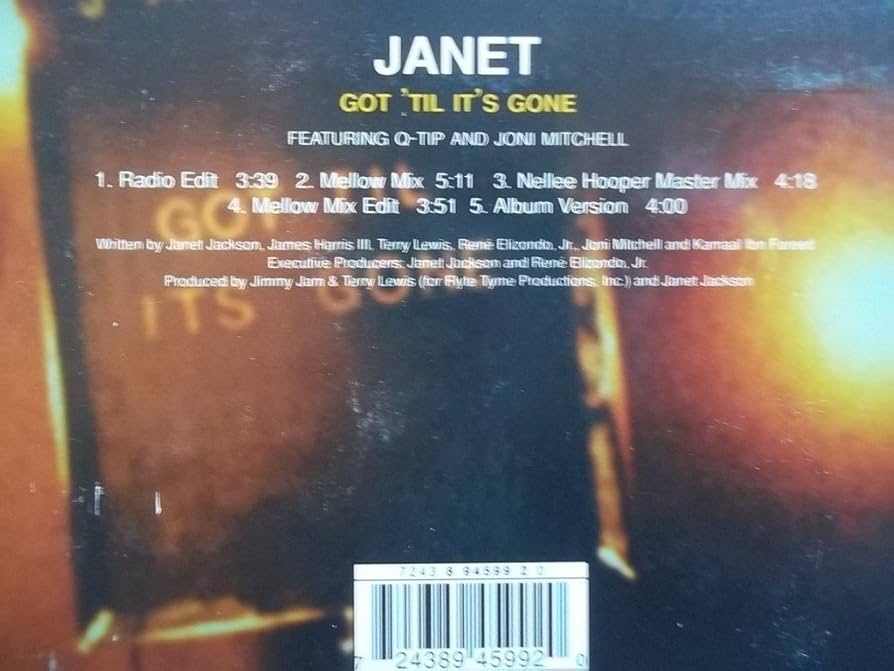 JANET
GOT 'TIL IT'S GONE
FEATURING Q-TIP AND JONI MITCHELL
1. Radio Edit 3:39 2. Mellow Mix 5:11 3. Nellee Hooper Master Mix 4:18
4. Mellow Mix Edit 3:51 5. Album Version 4:00
Written by Janet Jackson, James Harris III, Terry Lewis, René Elizondo, Jr., Joni Mitchell and Kamaal Ibn Fareed
Executive Producers: Janet Jackson and René Elizondo, Jr.
Produced by Jimmy Jam & Terry Lewis (for Flyte Tyme Productions, Inc.) and Janet Jackson
GOT
ITS GON
7243 8 94599 2 0
7 24389 45992 0